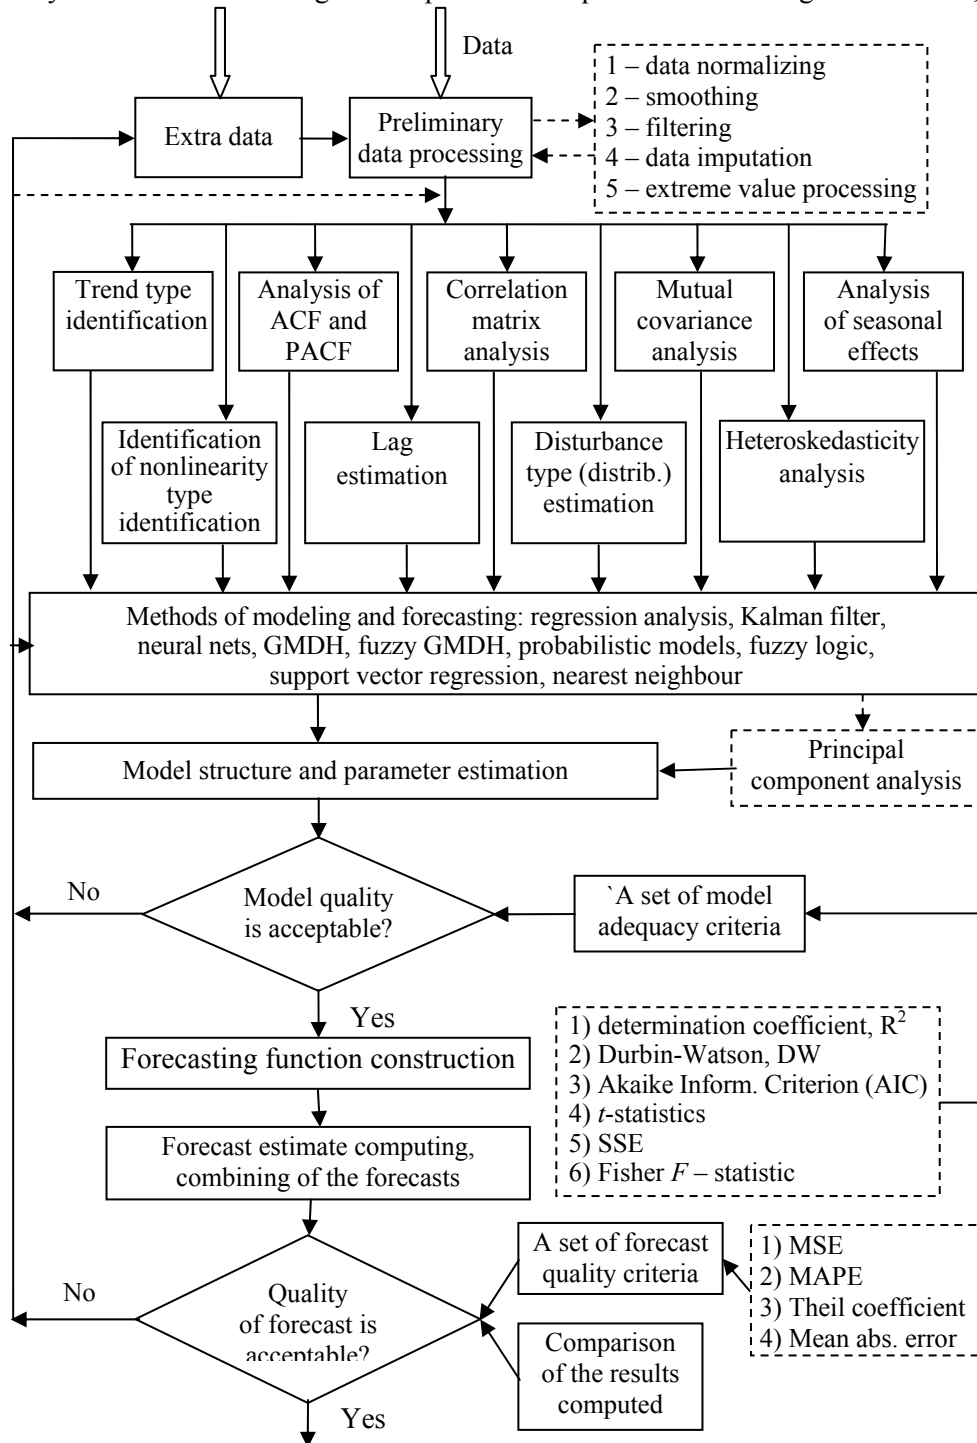 Data
1 – data normalizing
2 – smoothing
3 – filtering
4 – data imputation
5 – extreme value processing
Extra data
Preliminary
data processing
Trend type
identification
Analysis of
ACF and
PACF
Correlation
matrix
analysis
Mutual
covariance
analysis
Analysis
of seasonal
effects
Identification
of nonlinearity
type
identification
Lag
estimation
Disturbance
type (distrib.)
estimation
Heteroskedasticity
analysis
Methods of modeling and forecasting: regression analysis, Kalman filter,
neural nets, GMDH, fuzzy GMDH, probabilistic models, fuzzy logic,
support vector regression, nearest neighbour
Principal
component analysis
Model structure and parameter estimation
No
Model quality
is acceptable?
`A set of model
adequacy criteria
Yes
1) determination coefficient, R²
2) Durbin-Watson, DW
3) Akaike Inform. Criterion (AIC)
4) t-statistics
5) SSE
6) Fisher F – statistic
Forecasting function construction
Forecast estimate computing,
combining of the forecasts
A set of forecast
quality criteria
1) MSE
2) MAPE
3) Theil coefficient
4) Mean abs. error
No
Quality
of forecast is
acceptable?
Comparison
of the results
computed
Yes